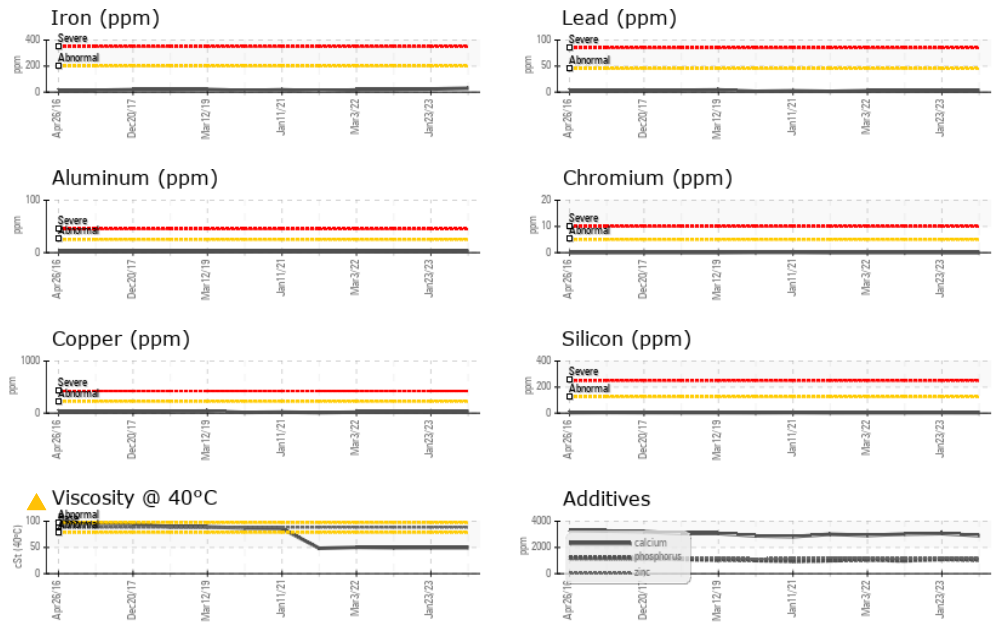 Iron (ppm)
400
Severe
Abnormal
200
0
ppm
Apr26/16
Dec20/17
Mar12/19
Jan11/21
Mar3/22
Jan23/23
Lead (ppm)
100
Severe
Abnormal
50
0
ppm
Apr26/16
Dec20/17
Mar12/19
Jan11/21
Mar3/22
Jan23/23
Aluminum (ppm)
100
Severe
Abnormal
0
ppm
Apr26/16
Dec20/17
Mar12/19
Jan11/21
Mar3/22
Jan23/23
Chromium (ppm)
20
Severe
10
Abnormal
0
ppm
Apr26/16
Dec20/17
Mar12/19
Jan11/21
Mar3/22
Jan23/23
Copper (ppm)
1000
Severe
Abnormal
0
ppm
Apr26/16
Dec20/17
Mar12/19
Jan11/21
Mar3/22
Jan23/23
Silicon (ppm)
400
Severe
200
Abnormal
0
ppm
Apr26/16
Dec20/17
Mar12/19
Jan11/21
Mar3/22
Jan23/23
Viscosity @ 40°C
100
Abnormal
Abnormal
50
0
cSt (40°C)
Apr26/16
Dec20/17
Mar12/19
Jan11/21
Mar3/22
Jan23/23
Additives
4000
2000
0
ppm
calcium
phosphorus
zinc
Apr26/16
Dec20/17
Mar12/19
Jan11/21
Mar3/22
Jan23/23